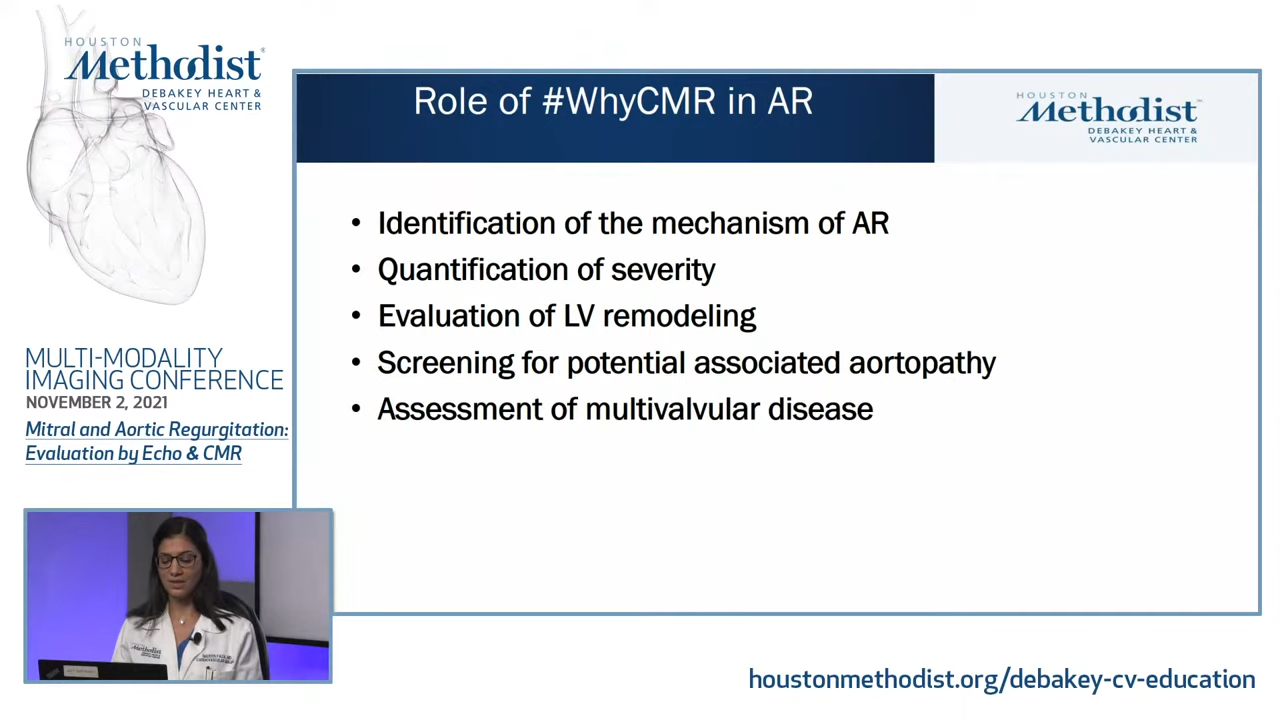 HOUSTON
Methodist
DEBAKEY HEART &
VASCULAR CENTER
MULTI-MODALITY
IMAGING CONFERENCE
NOVEMBER 2, 2021
Mitral and Aortic Regurgitation:
Evaluation by Echo & CMR
Role of #WhyCMR in AR
HOUSTON
Methodist
DEBAKEY HEART &
VASCULAR CENTER
• Identification of the mechanism of AR
• Quantification of severity
• Evaluation of LV remodeling
• Screening for potential associated aortopathy
• Assessment of multivalvular disease
Methodist
houstonmethodist.org/debakey-cv-education